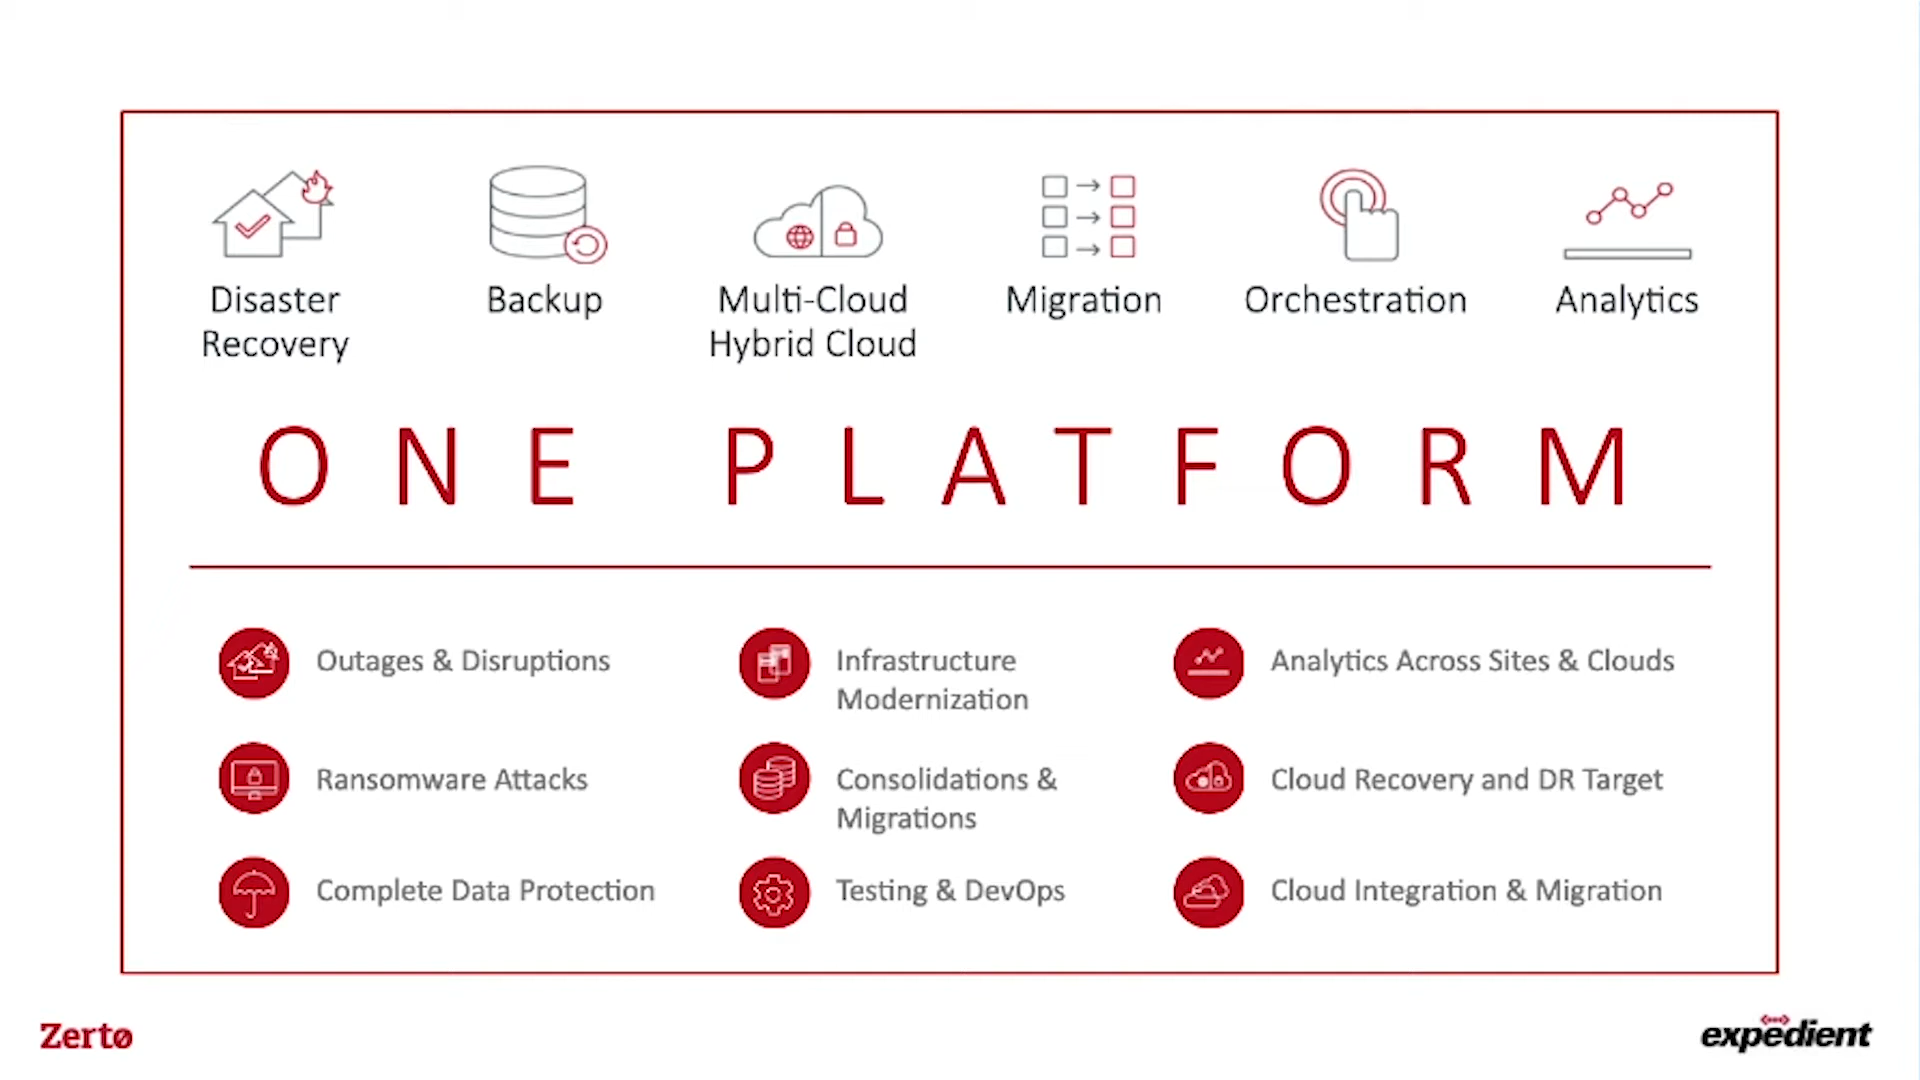 Disaster
Recovery
Backup
Multi-Cloud
Hybrid Cloud
Migration
Orchestration
Analytics
ONE PLATFORM
Outages & Disruptions
Ransomware Attacks
Complete Data Protection
Infrastructure
Modernization
Consolidations &
Migrations
Testing & DevOps
Analytics Across Sites & Clouds
Cloud Recovery and DR Target
Cloud Integration & Migration
Zertø
expedient